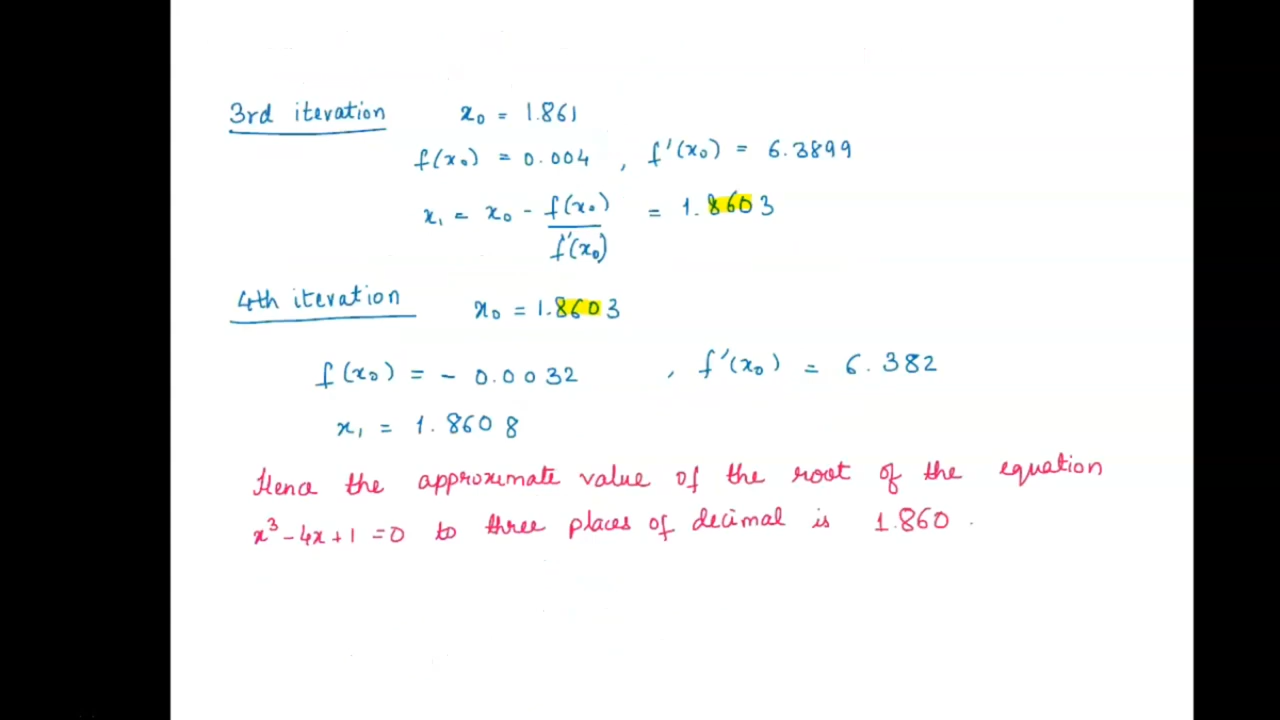 3rd iteration x₀ = 1.861
f(x₀) = 0.004 , f'(x₀) = 6.3899
x₁ = x₀ - f(x₀)/f'(x₀) = 1.8603
4th iteration x₀ = 1.8603
f(x₀) = - 0.0032 , f'(x₀) = 6.382
x₁ = 1.8608
Hence the approximate value of the root of the equation
x³ - 4x + 1 = 0 to three places of decimal is 1.860 .